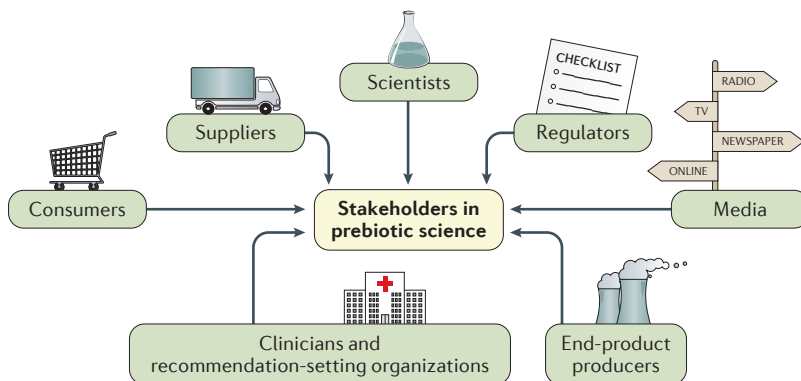 CHECKLIST
RADIO
TV
NEWSPAPER
ONLINE
Scientists
Suppliers
Regulators
Consumers
Stakeholders in
prebiotic science
Media
Clinicians and
recommendation-setting organizations
End-product
producers